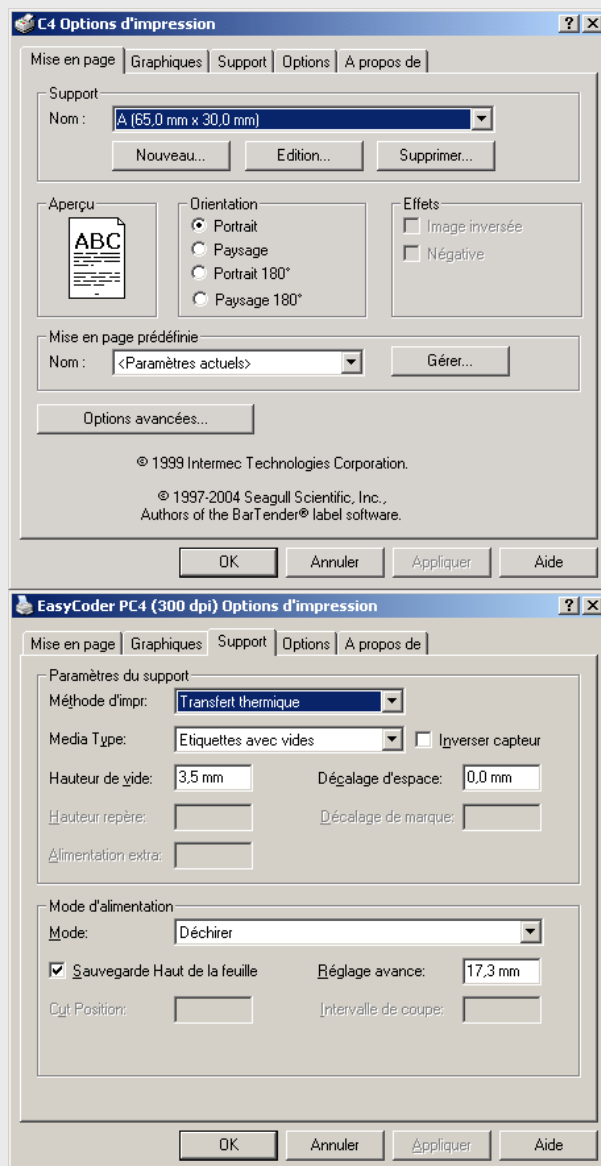 C4 Options d'impression
Mise en page Graphiques Support Options A propos de
Support
Nom : A (65,0 mm x 30,0 mm)
Nouveau... Edition... Supprimer...
Aperçu Orientation Effets
ABC
Portrait
Paysage
Portrait 180°
Paysage 180°
Image inversée
Négative
Mise en page prédéfinie
Nom : <Paramètres actuels> Gérer...
Options avancées...
© 1999 Intermec Technologies Corporation.
© 1997-2004 Seagull Scientific, Inc.,
Authors of the BarTender® label software.
OK Annuler Appliquer Aide
EasyCoder PC4 (300 dpi) Options d'impression
Mise en page Graphiques Support Options A propos de
Paramètres du support
Méthode d'impr: Transfert thermique
Media Type: Etiquettes avec vides Inverser capteur
Hauteur de vide: 3,5 mm Décalage d'espace: 0,0 mm
Hauteur repère: Décalage de marque:
Alimentation extra:
Mode d'alimentation
Mode: Déchirer
Sauvegarde Haut de la feuille Réglage avance: 17,3 mm
Cut Position: Intervalle de coupe:
OK Annuler Appliquer Aide